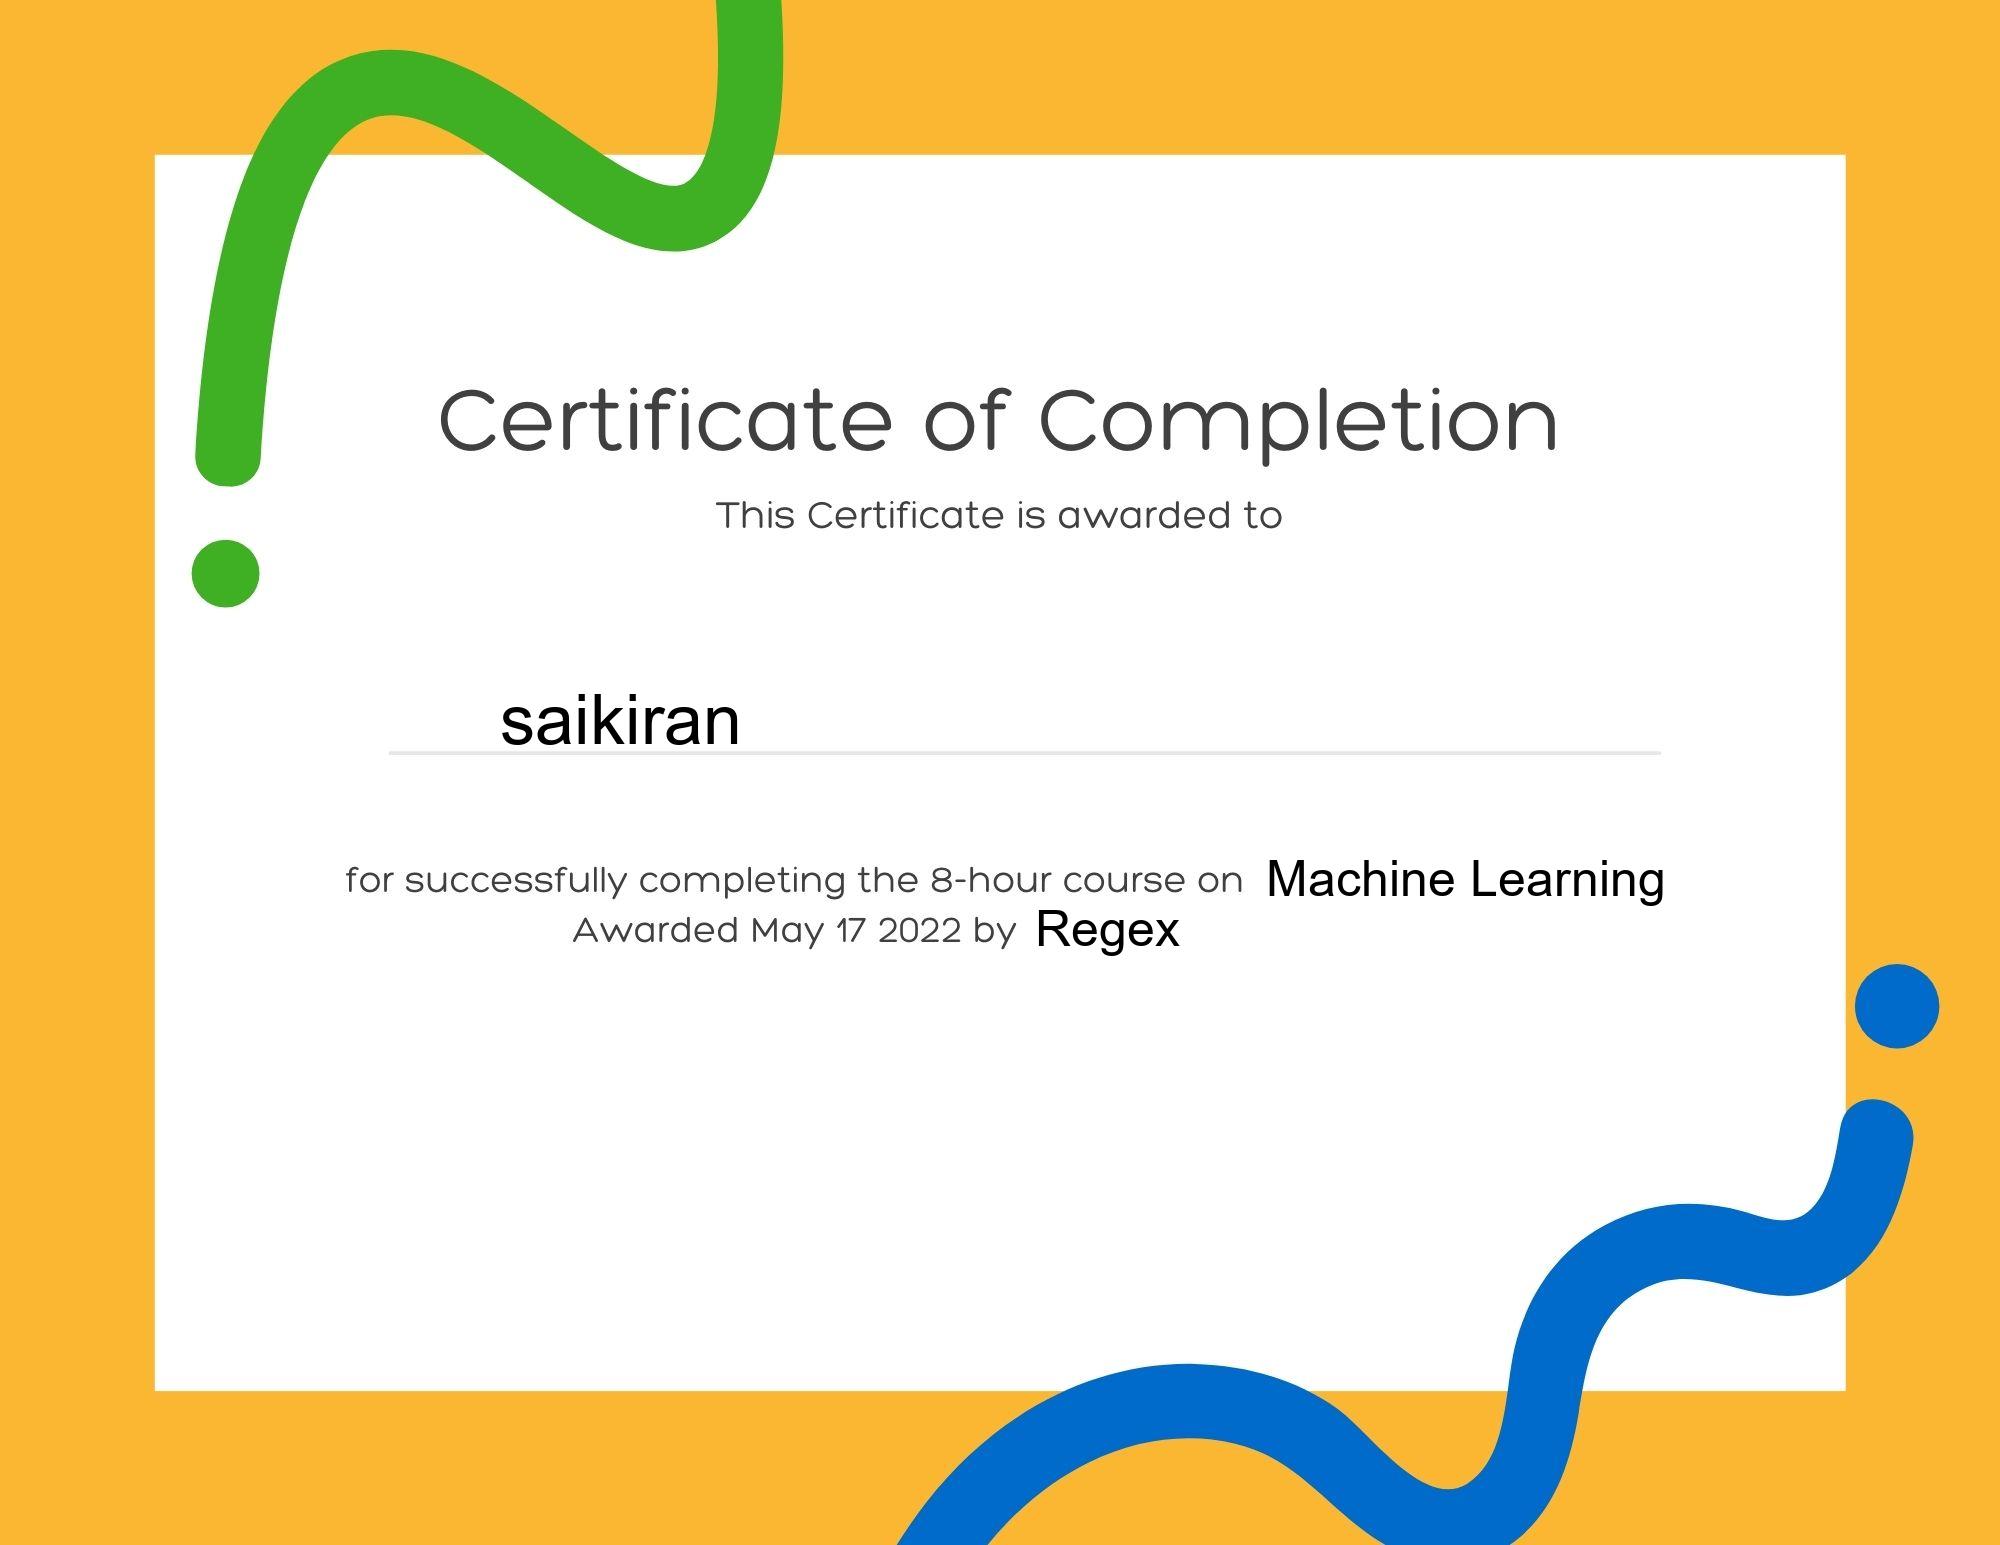 Certificate of Completion
This Certificate is awarded to
saikiran
for successfully completing the 8-hour course on Machine Learning
Awarded May 17 2022 by Regex